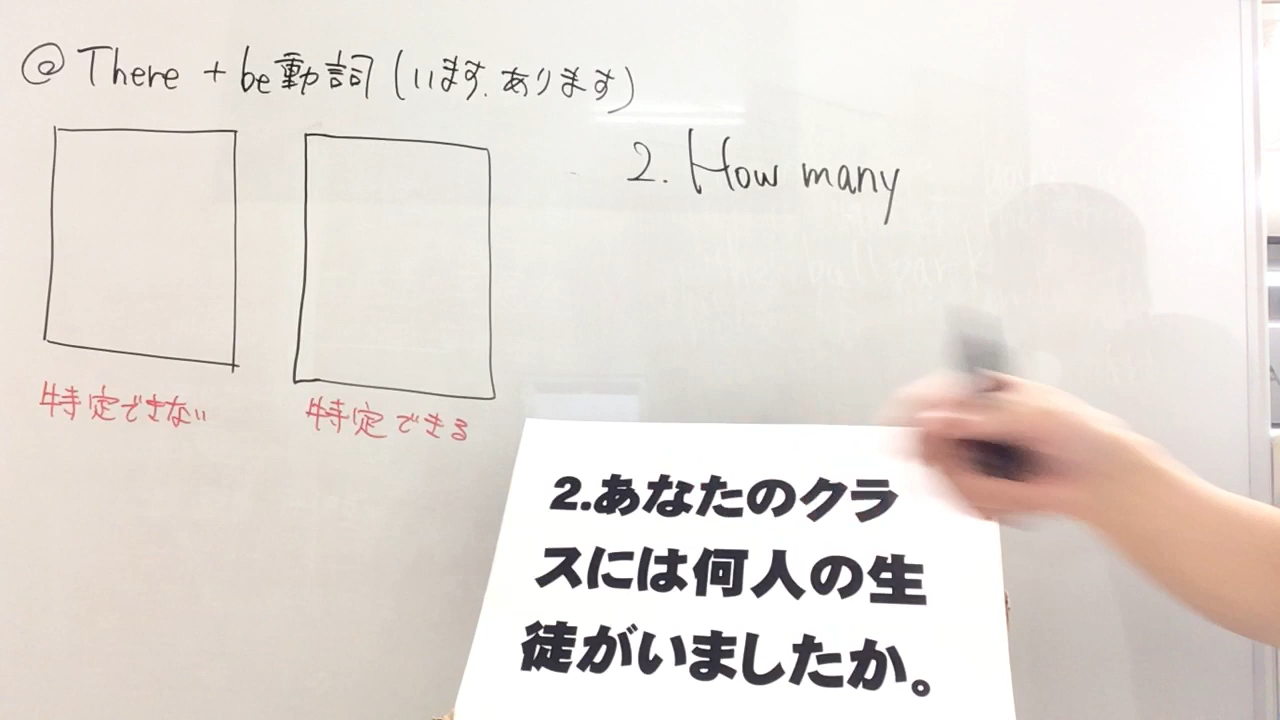 @ There + be動詞 (います、あります)
2. How many
特定できない
特定できる
2.あなたのクラ
スには何人の生
徒がいましたか。